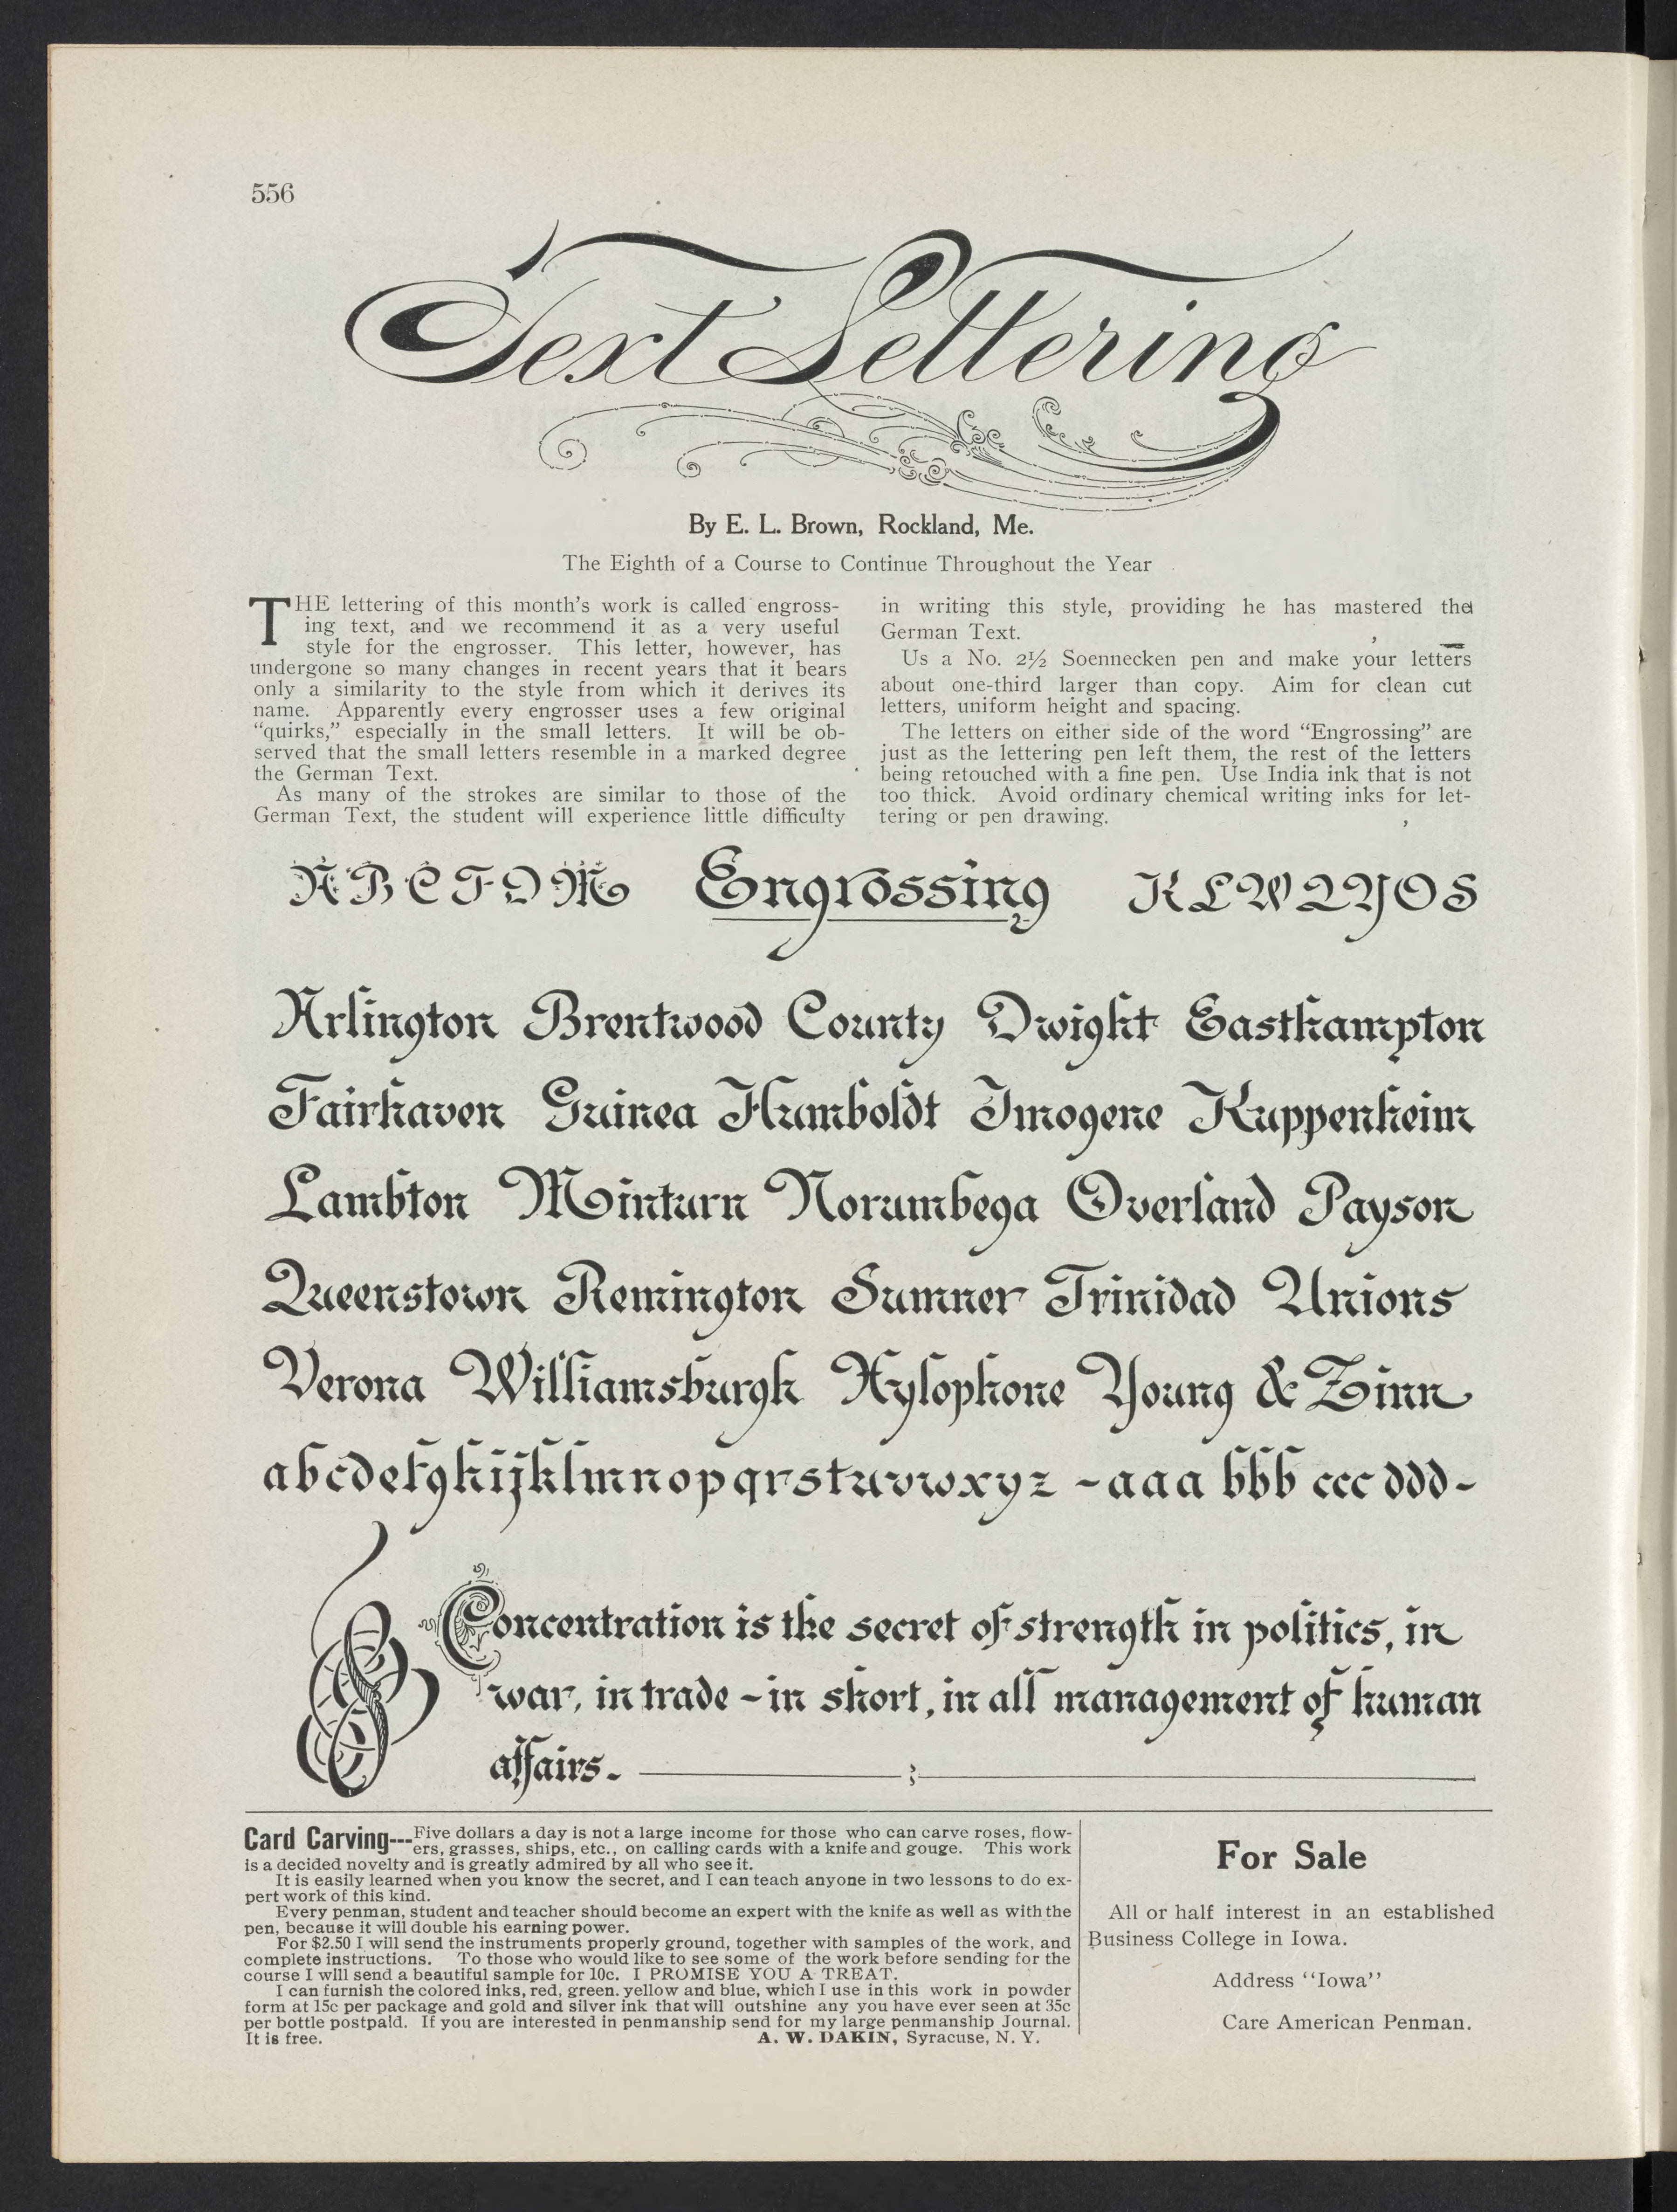 556
Text Lettering
By E. L. Brown, Rockland, Me.
The Eighth of a Course to Continue Throughout the Year
THE lettering of this month's work is called engross-
ing text, and we recommend it as a very useful
style for the engrosser. This letter, however, has
undergone so many changes in recent years that it bears
only a similarity to the style from which it derives its
name. Apparently every engrosser uses a few original
"quirks," especially in the small letters. It will be ob-
served that the small letters resemble in a marked degree
the German Text.
As many of the strokes are similar to those of the
German Text, the student will experience little difficulty
in writing this style, providing he has mastered the
German Text.
Us a No. 2½ Soennecken pen and make your letters
about one-third larger than copy. Aim for clean cut
letters, uniform height and spacing.
The letters on either side of the word "Engrossing" are
just as the lettering pen left them, the rest of the letters
being retouched with a fine pen. Use India ink that is not
too thick. Avoid ordinary chemical writing inks for let-
tering or pen drawing.
A B C F D M Engrossing K L W Q Y O S
Arlington Brentwood County Dwight Easthampton
Fairhaven Guinea Humboldt Imogene Kuppenheim
Lambton Minturn Norumbega Overland Payson
Queenstown Remington Sumner Trinidad Unions
Verona Williamsburgh Xylophone Young & Zinn
abcdefghijklmnopqrstuvwxyz - aaa bbb ccc ddd -
Concentration is the secret of strength in politics, in
war, in trade - in short, in all management of human
affairs.
Card Carving---Five dollars a day is not a large income for those who can carve roses, flow-
ers, grasses, ships, etc., on calling cards with a knife and gouge. This work
is a decided novelty and is greatly admired by all who see it.
It is easily learned when you know the secret, and I can teach anyone in two lessons to do ex-
pert work of this kind.
Every penman, student and teacher should become an expert with the knife as well as with the
pen, because it will double his earning power.
For $2.50 I will send the instruments properly ground, together with samples of the work, and
complete instructions. To those who would like to see some of the work before sending for the
course I will send a beautiful sample for 10c. I PROMISE YOU A TREAT.
I can furnish the colored inks, red, green. yellow and blue, which I use in this work in powder
form at 15c per package and gold and silver ink that will outshine any you have ever seen at 35c
per bottle postpaid. If you are interested in penmanship send for my large penmanship Journal.
It is free. A. W. DAKIN, Syracuse, N. Y.
For Sale
All or half interest in an established
Business College in Iowa.
Address "Iowa"
Care American Penman.